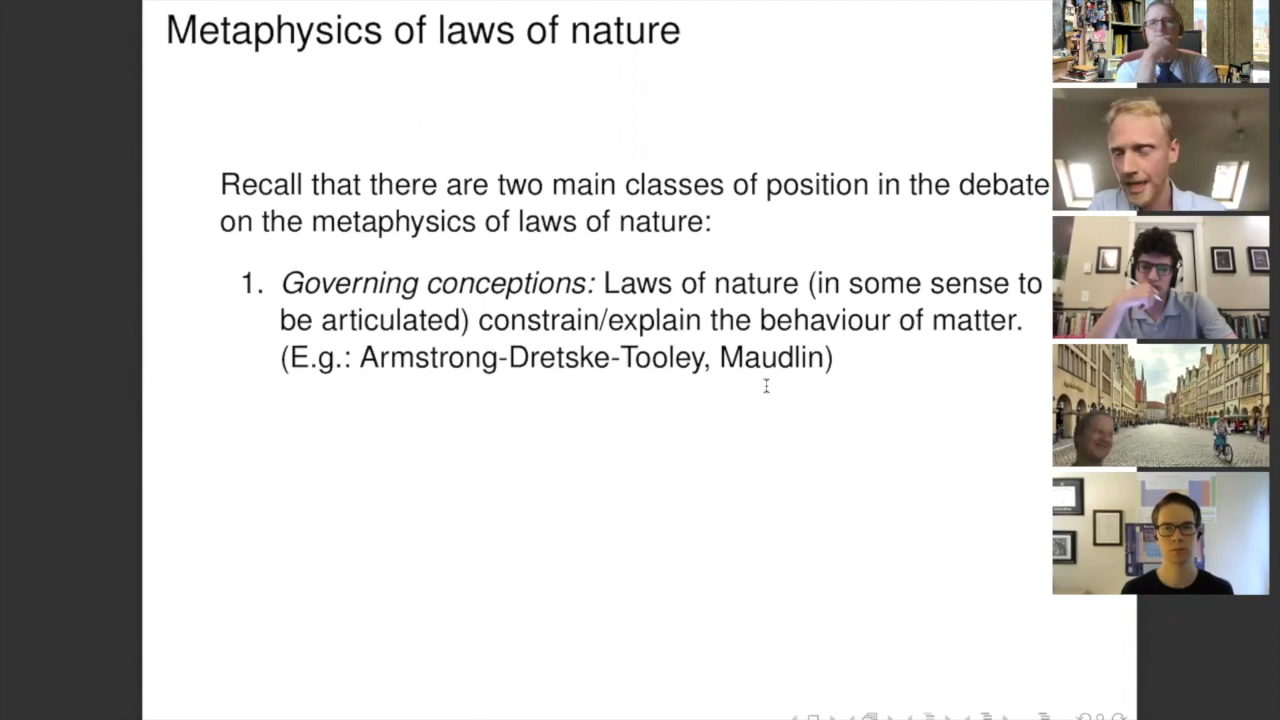 Metaphysics of laws of nature
Recall that there are two main classes of position in the debate
on the metaphysics of laws of nature:
1. Governing conceptions: Laws of nature (in some sense to
be articulated) constrain/explain the behaviour of matter.
(E.g.: Armstrong-Dretske-Tooley, Maudlin)